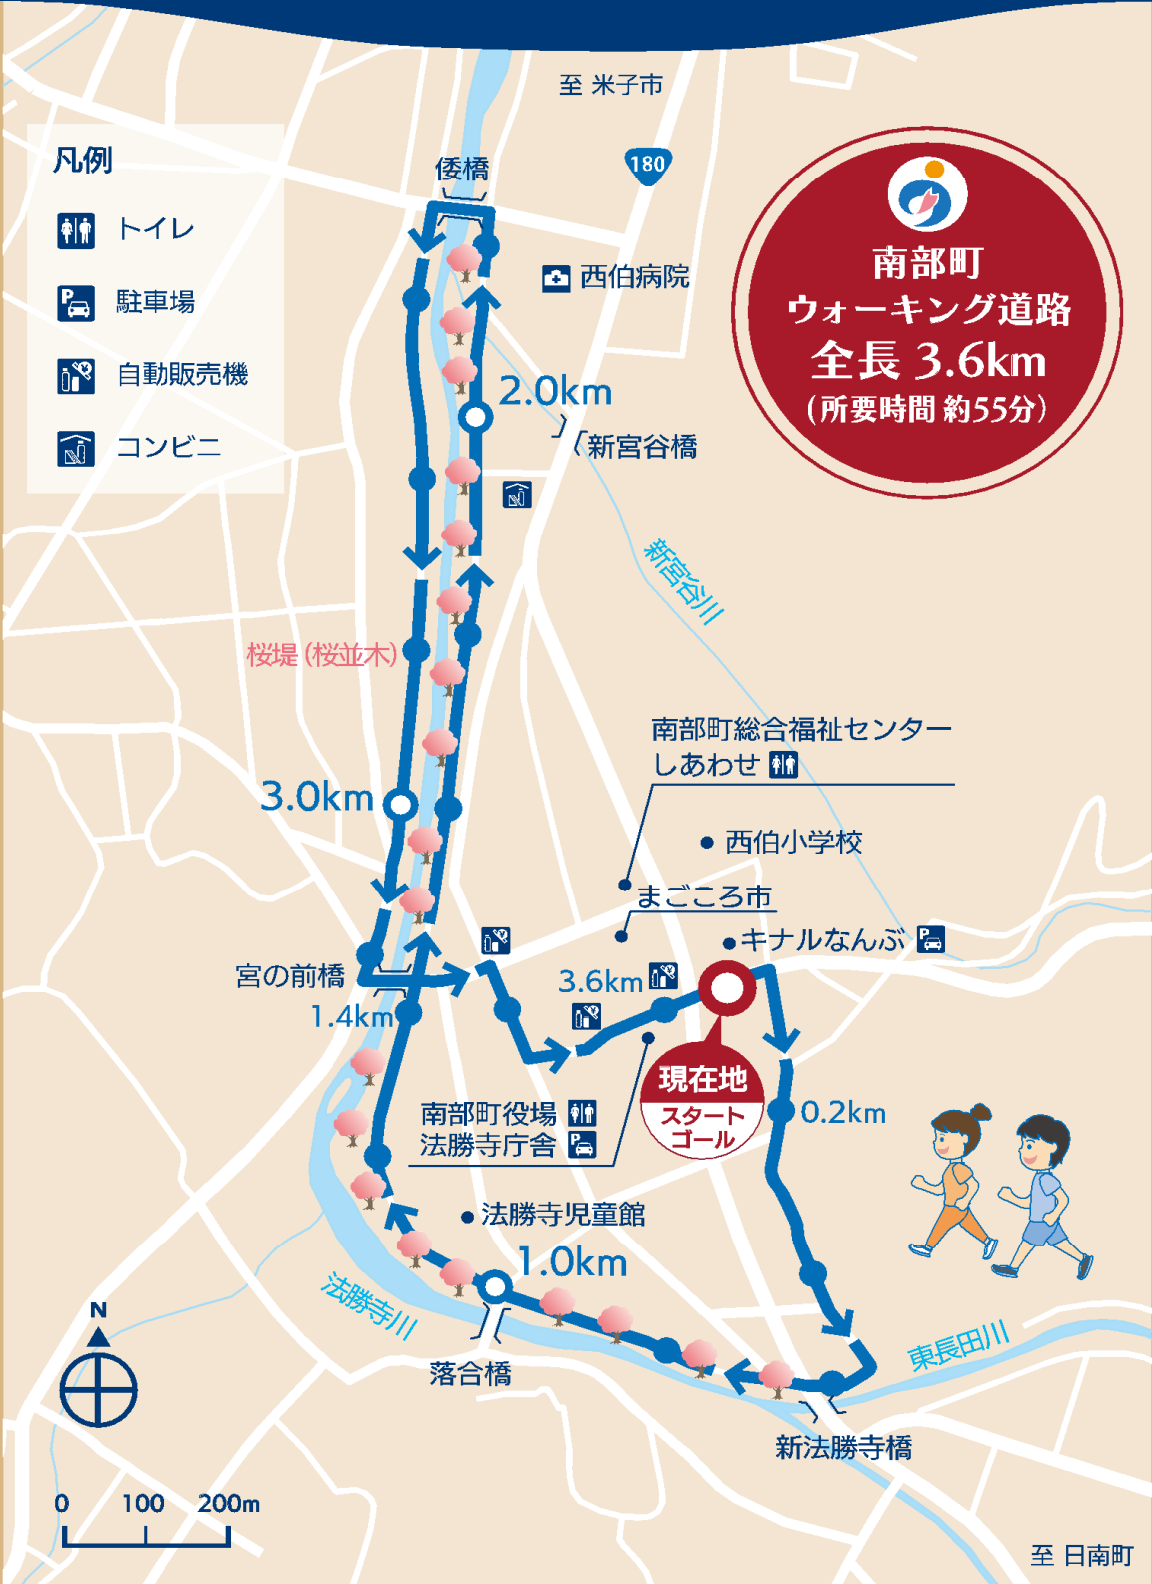 至 米子市
180
倭橋
西伯病院
凡例
トイレ
P
駐車場
自動販売機
コンビニ
南部町
ウォーキング道路
全長 3.6km
(所要時間 約55分)
2.0km
新宮谷橋
新宮谷川
桜堤 (桜並木)
3.0km
南部町総合福祉センター
しあわせ
西伯小学校
まごころ市
キナルなんぶ
P
宮の前橋
3.6km
1.4km
現在地
スタート
ゴール
0.2km
南部町役場
法勝寺庁舎
P
法勝寺児童館
1.0km
法勝寺川
落合橋
東長田川
新法勝寺橋
N
0 100 200m
至 日南町